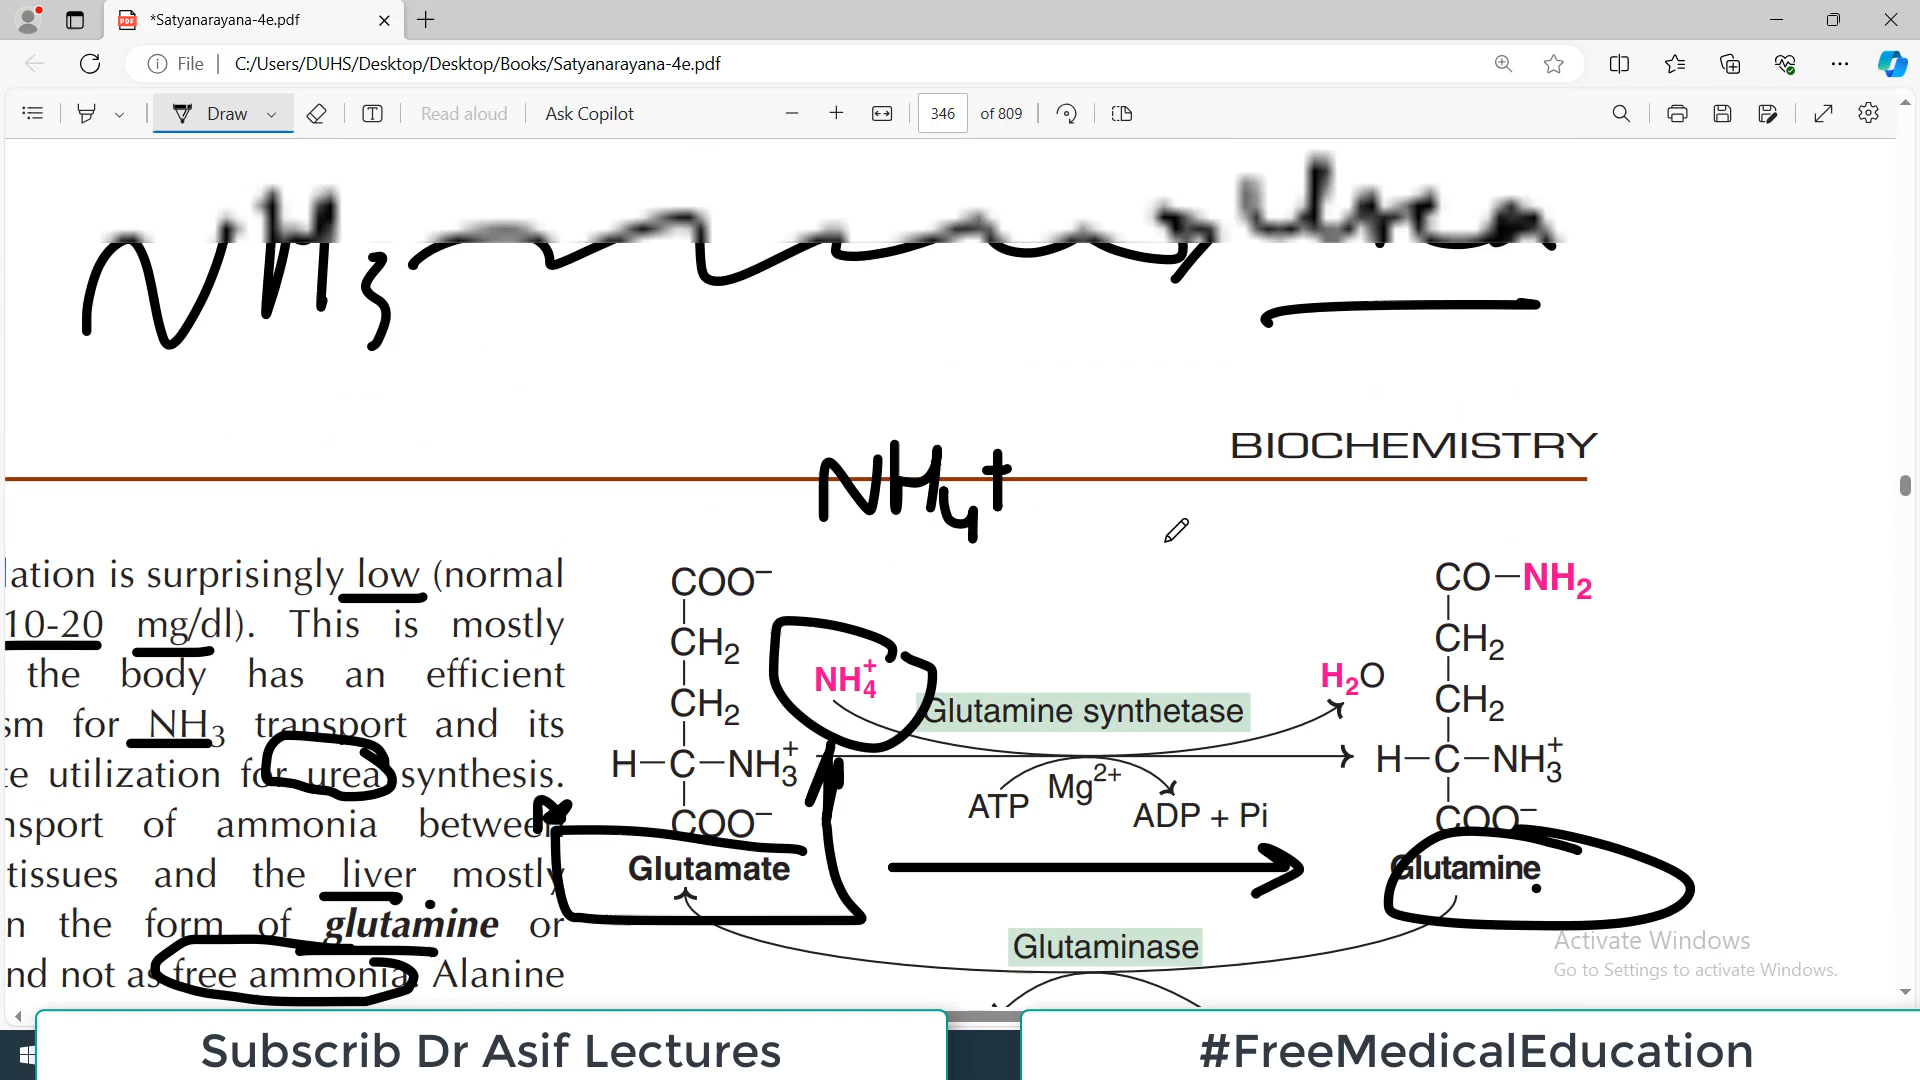 *Satyanarayana-4e.pdf
File
C:/Users/DUHS/Desktop/Desktop/Books/Satyanarayana-4e.pdf
Draw
Read aloud
Ask Copilot
346 of 809
NH3 Urea
BIOCHEMISTRY
NH4+
lation is surprisingly low (normal
10-20 mg/dl). This is mostly
the body has an efficient
sm for NH3 transport and its
te utilization for urea synthesis.
nsport of ammonia between
tissues and the liver mostly
n the form of glutamine or
nd not as free ammonia. Alanine
COO–
CH2
CH2
H–C–NH3+
COO–
Glutamate
NH4+
Glutamine synthetase
H2O
ATP
Mg2+
ADP + Pi
CO–NH2
CH2
CH2
H–C–NH3+
COO–
Glutamine
Glutaminase
Activate Windows
Go to Settings to activate Windows.
Subscrib Dr Asif Lectures
#FreeMedicalEducation